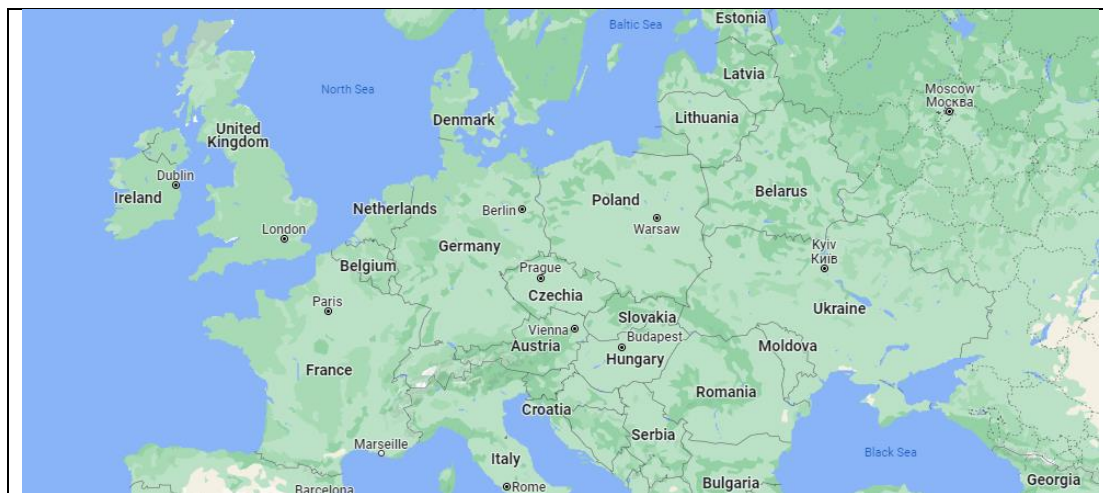 Estonia
Baltic Sea
Latvia
Moscow
Москва
North Sea
Lithuania
Denmark
United
Kingdom
Dublin
Ireland
Belarus
Poland
Netherlands
Berlin
Warsaw
London
Germany
Kyiv
Київ
Belgium
Prague
Czechia
Paris
Ukraine
Slovakia
Vienna
Budapest
Austria
Moldova
Hungary
France
Romania
Croatia
Serbia
Marseille
Italy
Black Sea
Georgia
Bulgaria
Rome
Barcelona